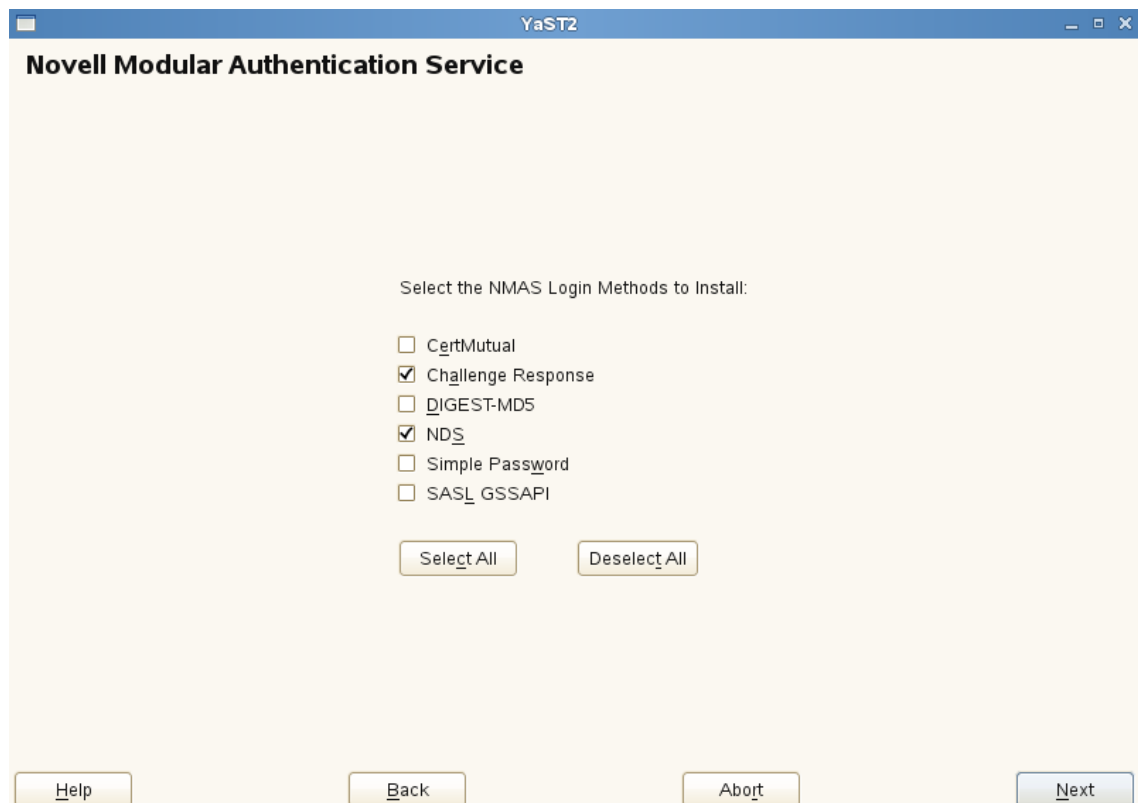 YaST2
Novell Modular Authentication Service
Select the NMAS Login Methods to Install:
CertMutual
Challenge Response
DIGEST-MD5
NDS
Simple Password
SASL GSSAPI
Select All Deselect All
Help Back Abort Next